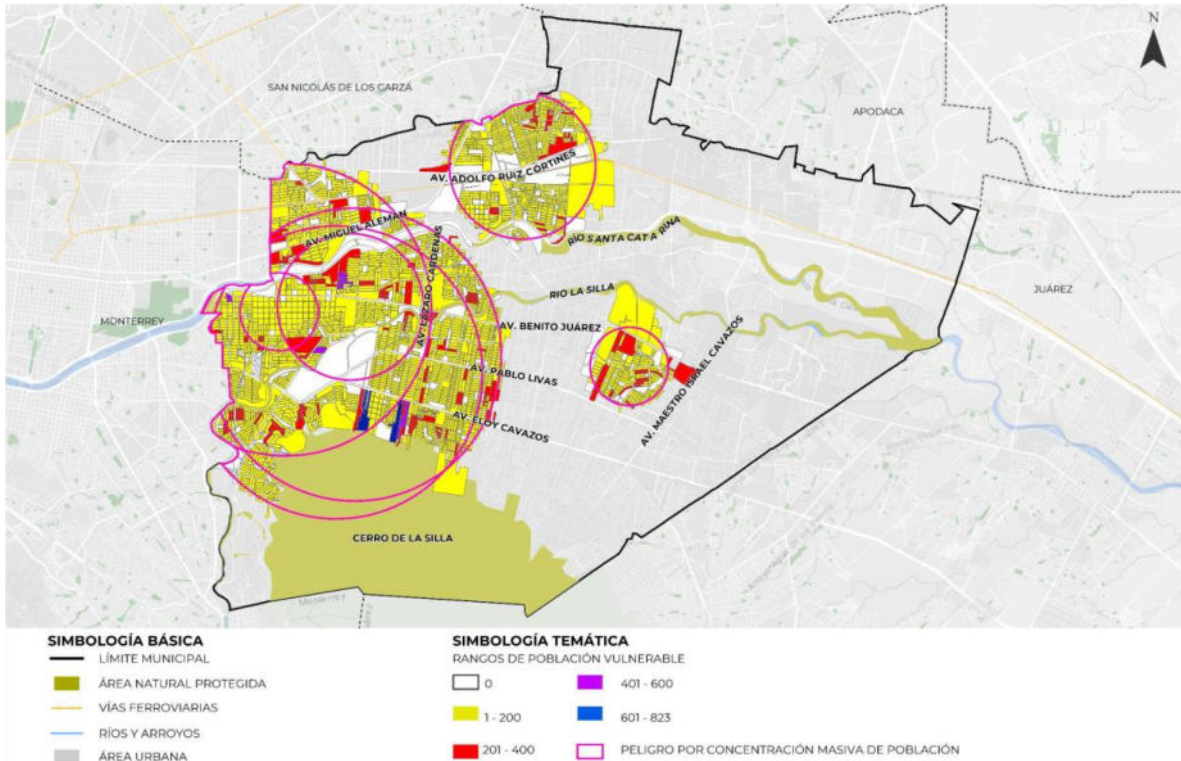 N
SAN NICOLÁS DE LOS GARZA
APODACA
AV. ADOLFO RUIZ CORTINES
AV. MIGUEL ALEMÁN
RÍO SANTA CATARINA
AV. LÁZARO CÁRDENAS
RIO LA SILLA
JUÁREZ
MONTERREY
AV. BENITO JUÁREZ
AV. PABLO LIVAS
AV. MAESTRO ISRAEL CAVAZOS
AV. ELOY CAVAZOS
CERRO DE LA SILLA
Monterrey
SIMBOLOGÍA BÁSICA
LÍMITE MUNICIPAL
ÁREA NATURAL PROTEGIDA
VÍAS FERROVIARIAS
RÍOS Y ARROYOS
ÁREA URBANA
SIMBOLOGÍA TEMÁTICA
RANGOS DE POBLACIÓN VULNERABLE
0
1 - 200
201 - 400
401 - 600
601 - 823
PELIGRO POR CONCENTRACIÓN MASIVA DE POBLACIÓN